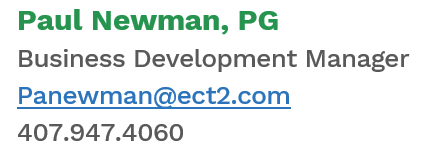 Paul Newman, PG
Business Development Manager
Panewman@ect2.com
407.947.4060